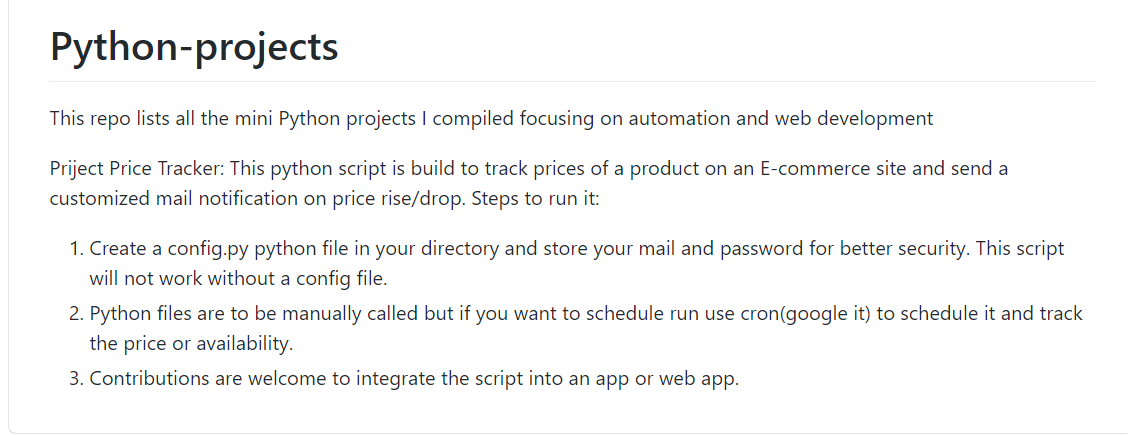 Python-projects
This repo lists all the mini Python projects I compiled focusing on automation and web development
Priject Price Tracker: This python script is build to track prices of a product on an E-commerce site and send a
customized mail notification on price rise/drop. Steps to run it:
1. Create a config.py python file in your directory and store your mail and password for better security. This script
will not work without a config file.
2. Python files are to be manually called but if you want to schedule run use cron(google it) to schedule it and track
the price or availability.
3. Contributions are welcome to integrate the script into an app or web app.